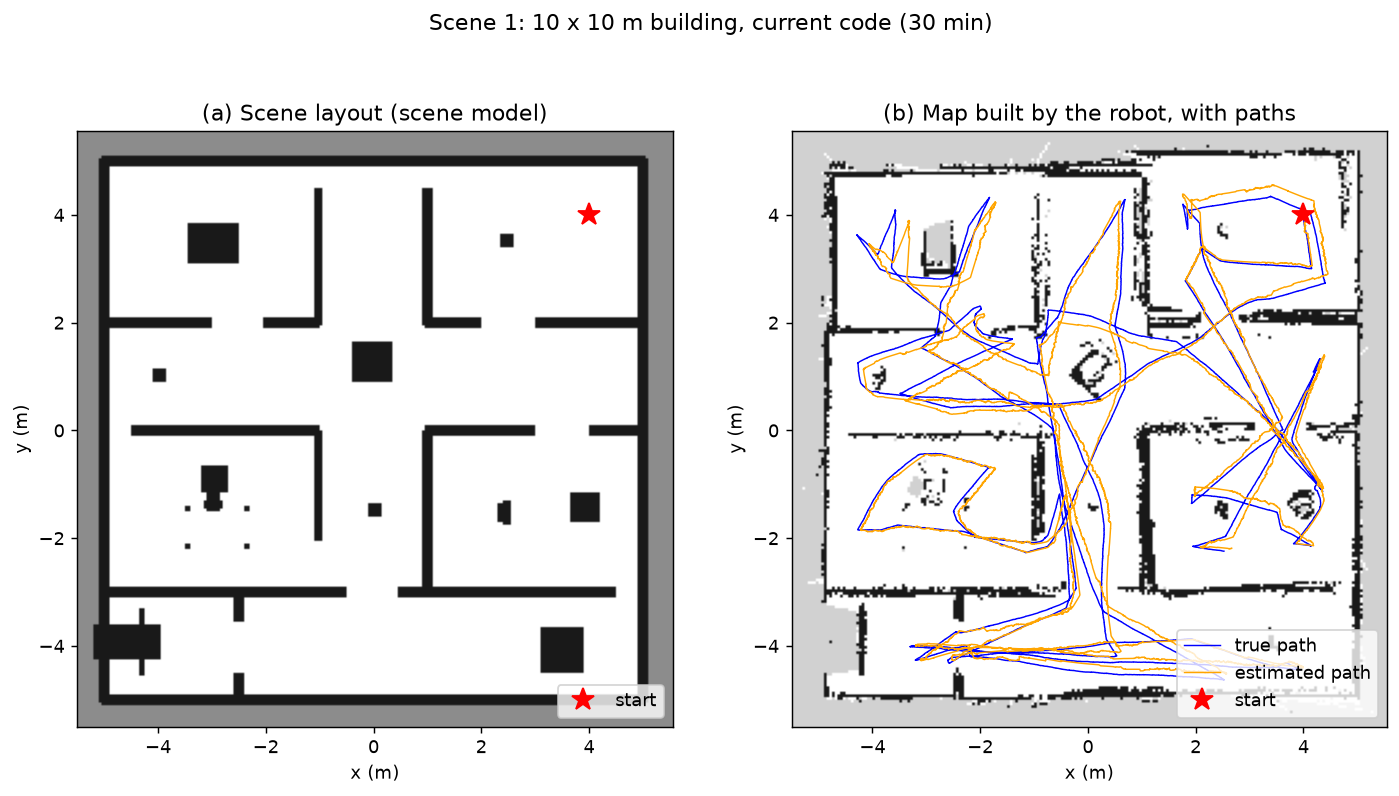 Scene 1: 10 x 10 m building, current code (30 min)
(a) Scene layout (scene model)
4
2
0
−2
−4
y (m)
−4
−2
0
2
4
x (m)
start
(b) Map built by the robot, with paths
4
2
0
−2
−4
y (m)
−4
−2
0
2
4
x (m)
true path
estimated path
start